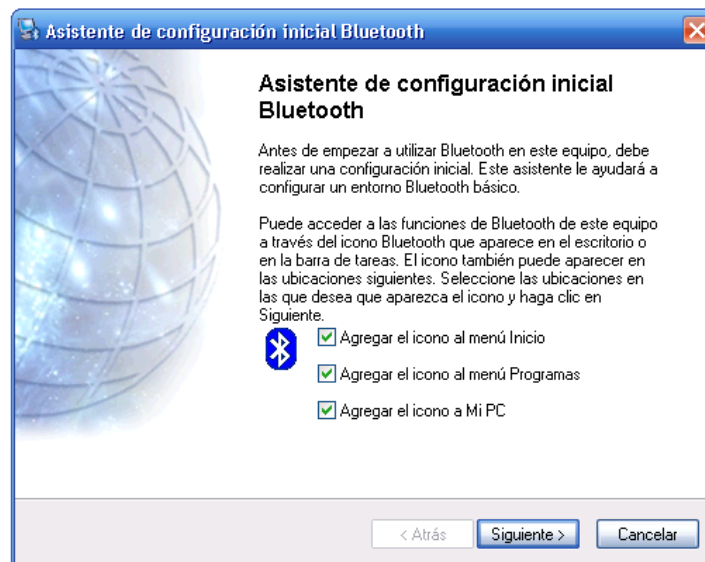 Asistente de configuración inicial Bluetooth
Asistente de configuración inicial
Bluetooth
Antes de empezar a utilizar Bluetooth en este equipo, debe
realizar una configuración inicial. Este asistente le ayudará a
configurar un entorno Bluetooth básico.
Puede acceder a las funciones de Bluetooth de este equipo
a través del icono Bluetooth que aparece en el escritorio o
en la barra de tareas. El icono también puede aparecer en
las ubicaciones siguientes. Seleccione las ubicaciones en
las que desea que aparezca el icono y haga clic en
Siguiente.
Agregar el icono al menú Inicio
Agregar el icono al menú Programas
Agregar el icono a Mi PC
< Atrás
Siguiente >
Cancelar